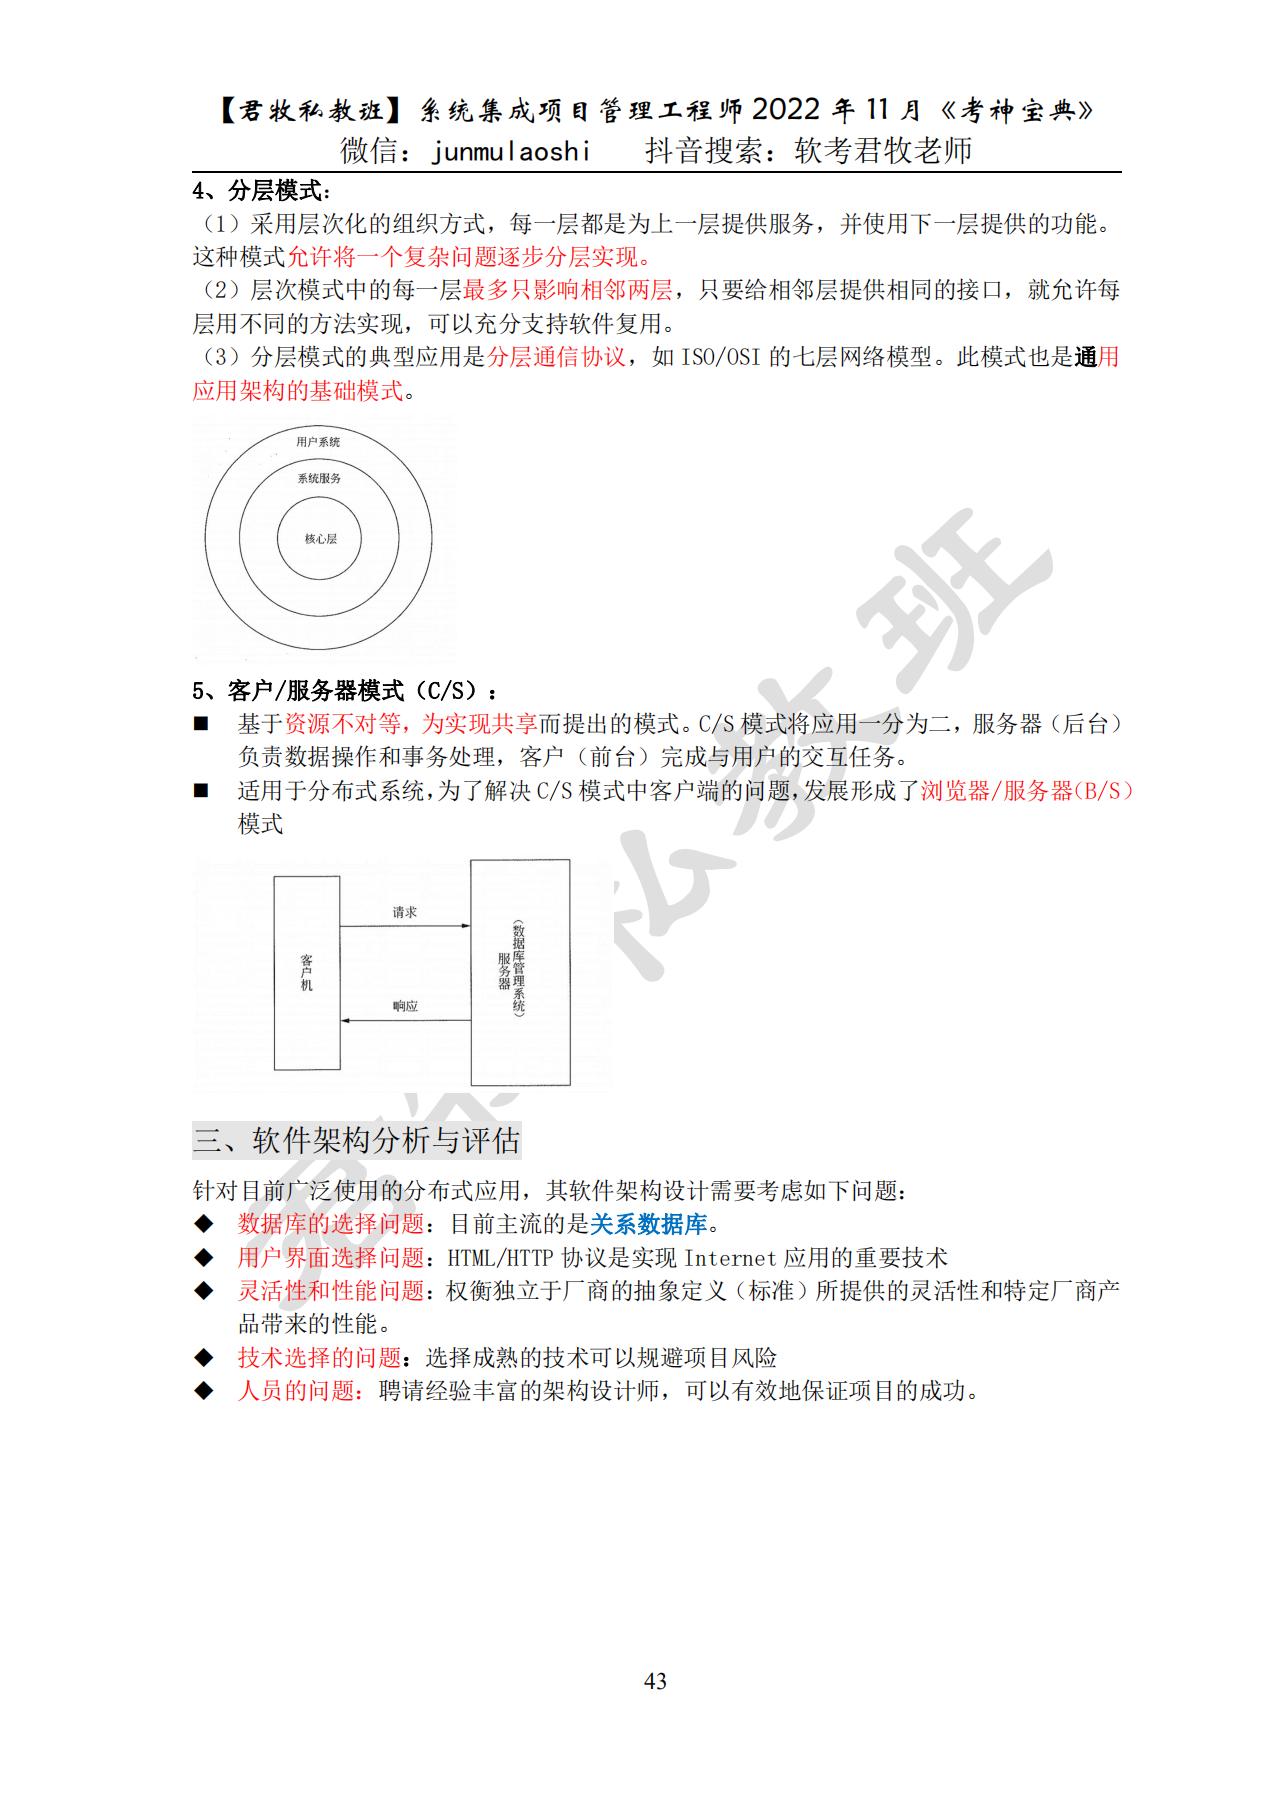 【君牧私教班】系统集成项目管理工程师 2022 年 11 月《考神宝典》
微信：junmulaoshi 抖音搜索：软考君牧老师
4、分层模式：
（1）采用层次化的组织方式，每一层都是为上一层提供服务，并使用下一层提供的功能。
这种模式允许将一个复杂问题逐步分层实现。
（2）层次模式中的每一层最多只影响相邻两层，只要给相邻层提供相同的接口，就允许每
层用不同的方法实现，可以充分支持软件复用。
（3）分层模式的典型应用是分层通信协议，如 ISO/OSI 的七层网络模型。此模式也是通用
应用架构的基础模式。
用户系统
系统服务
核心层
5、客户/服务器模式（C/S）：
■ 基于资源不对等，为实现共享而提出的模式。C/S 模式将应用一分为二，服务器（后台）
负责数据操作和事务处理，客户（前台）完成与用户的交互任务。
■ 适用于分布式系统，为了解决 C/S 模式中客户端的问题，发展形成了浏览器/服务器（B/S）
模式
客户机
请求
响应
服务器
（数据库管理系统）
三、软件架构分析与评估
针对目前广泛使用的分布式应用，其软件架构设计需要考虑如下问题：
◆ 数据库的选择问题：目前主流的是关系数据库。
◆ 用户界面选择问题：HTML/HTTP 协议是实现 Internet 应用的重要技术
◆ 灵活性和性能问题：权衡独立于厂商的抽象定义（标准）所提供的灵活性和特定厂商产
品带来的性能。
◆ 技术选择的问题：选择成熟的技术可以规避项目风险
◆ 人员的问题：聘请经验丰富的架构设计师，可以有效地保证项目的成功。
君牧私教班
43